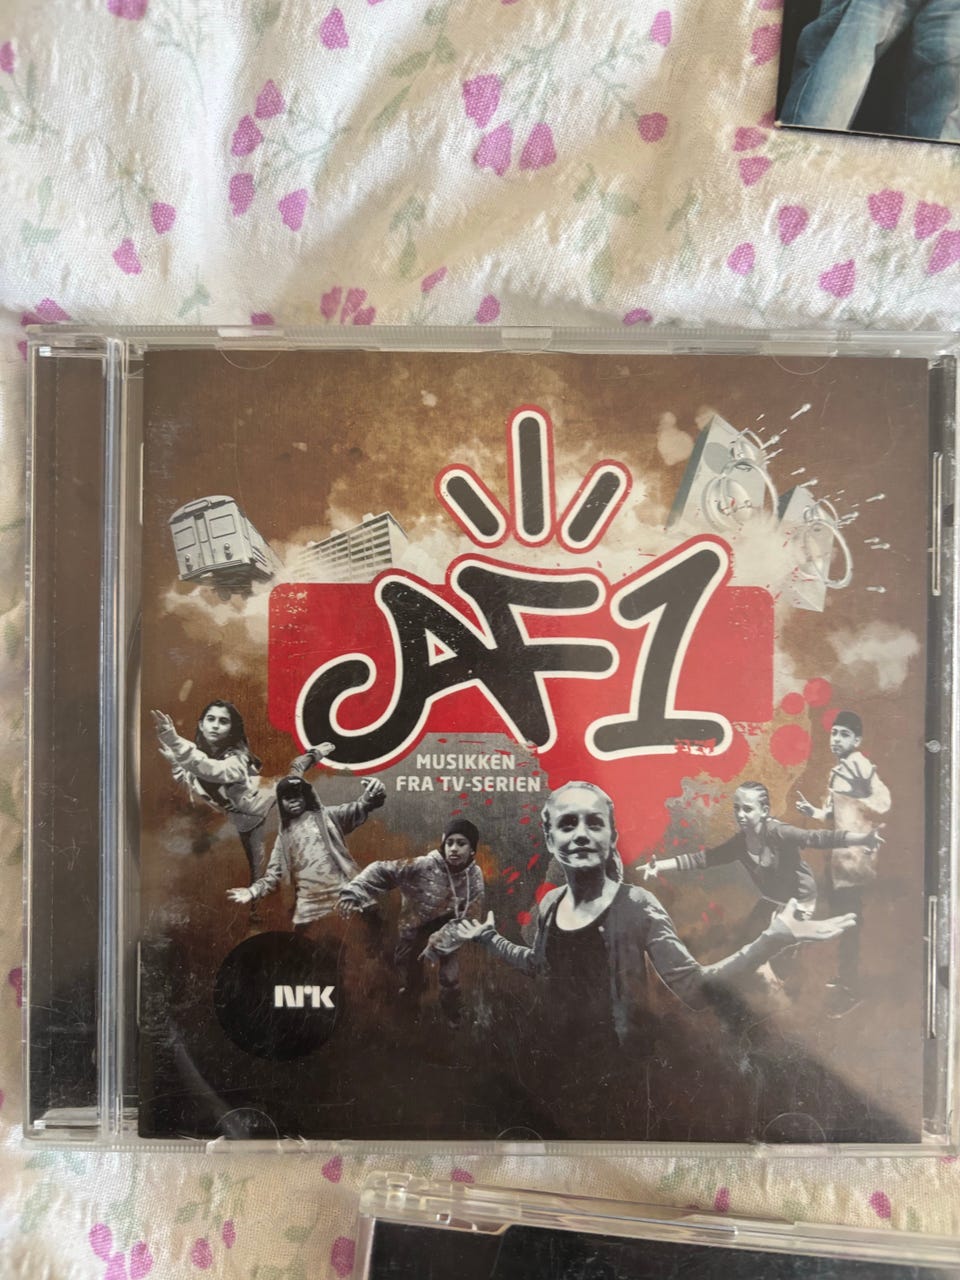 AF1
MUSIKKEN
FRA TV-SERIEN
NRK